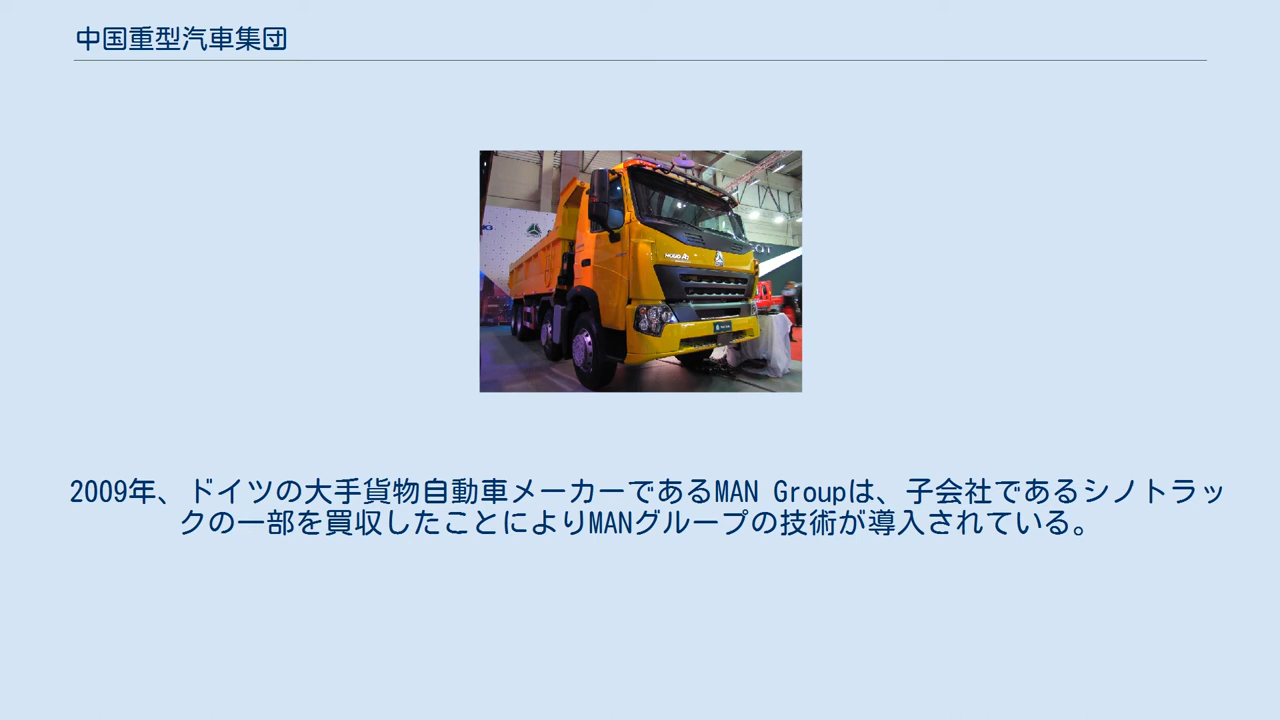 中国重型汽車集団
2009年、ドイツの大手貨物自動車メーカーであるMAN Groupは、子会社であるシノトラッ
クの一部を買収したことによりMANグループの技術が導入されている。